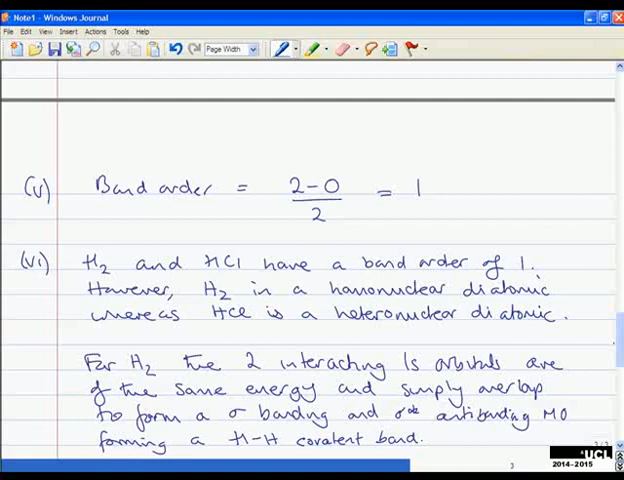 Note1 - Windows Journal
File Edit View Insert Actions Tools Help
Page Width
(v) Bond order = 2-0 / 2 = 1
(vi) H2 and HCl have a bond order of 1.
However, H2 in a homonuclear diatomic
whereas HCl is a heteronuclear diatomic.
For H2 the 2 interacting 1s orbitals are
of the same energy and simply overlap
to form a σ bonding and σ* antibonding MO
forming a H-H covalent bond.
3
UCL
2014-2015